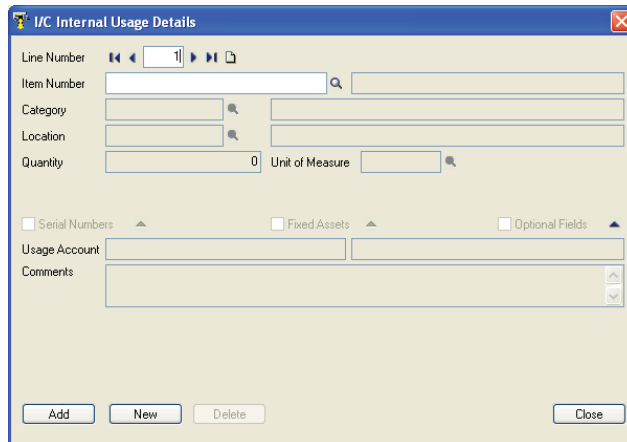 I/C Internal Usage Details
Line Number 1
Item Number
Category
Location
Quantity 0 Unit of Measure
Serial Numbers Fixed Assets Optional Fields
Usage Account
Comments
Add New Delete Close